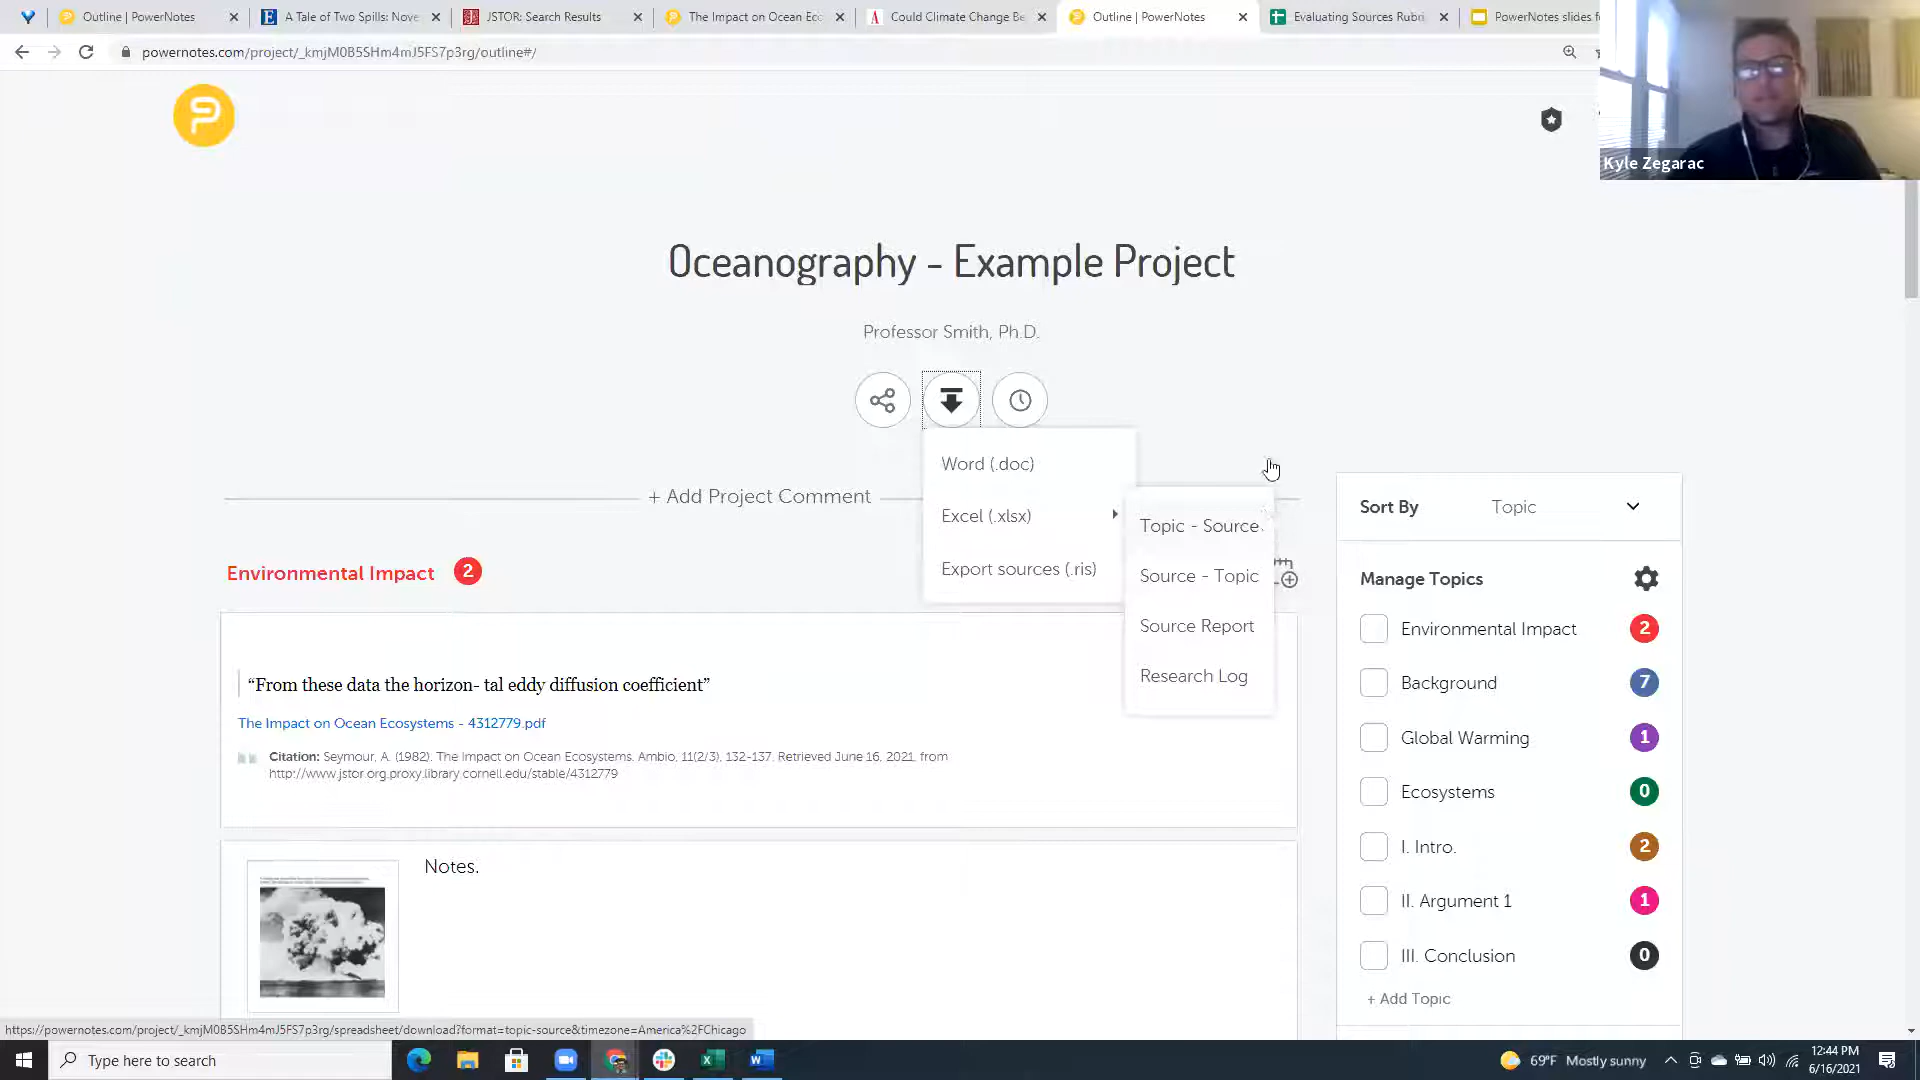 Outline | PowerNotes
A Tale of Two Spills: Nove
JSTOR: Search Results
The Impact on Ocean Eco
Could Climate Change Be
Outline | PowerNotes
Evaluating Sources Rubri
PowerNotes slides fo
powernotes.com/project/_kmjM0B5SHm4mJ5FS7p3rg/outline#/
Kyle Zegarac
Oceanography - Example Project
Professor Smith, Ph.D.
Word (.doc)
+ Add Project Comment
Excel (.xlsx)
Export sources (.ris)
Topic - Source
Source - Topic
Source Report
Research Log
Environmental Impact 2
“From these data the horizon- tal eddy diffusion coefficient”
The Impact on Ocean Ecosystems - 4312779.pdf
Citation: Seymour, A. (1982). The Impact on Ocean Ecosystems. Ambio, 11(2/3), 132-137. Retrieved June 16, 2021, from
http://www.jstor.org.proxy.library.cornell.edu/stable/4312779
Notes.
Sort By Topic
Manage Topics
Environmental Impact 2
Background 7
Global Warming 1
Ecosystems 0
I. Intro. 2
II. Argument 1 1
III. Conclusion 0
+ Add Topic
https://powernotes.com/project/_kmjM0B5SHm4mJ5FS7p3rg/spreadsheet/download?format=topic-source&timezone=America%2FChicago
Type here to search
69°F Mostly sunny
12:44 PM
6/16/2021